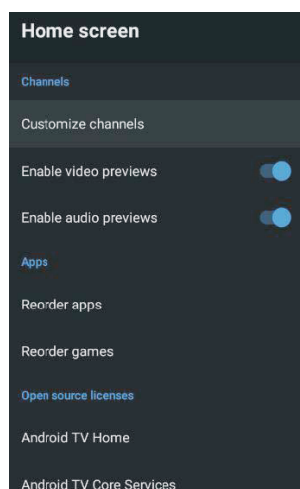 Home screen
Channels
Customize channels
Enable video previews
Enable audio previews
Apps
Reorder apps
Reorder games
Open source licenses
Android TV Home
Android TV Core Services